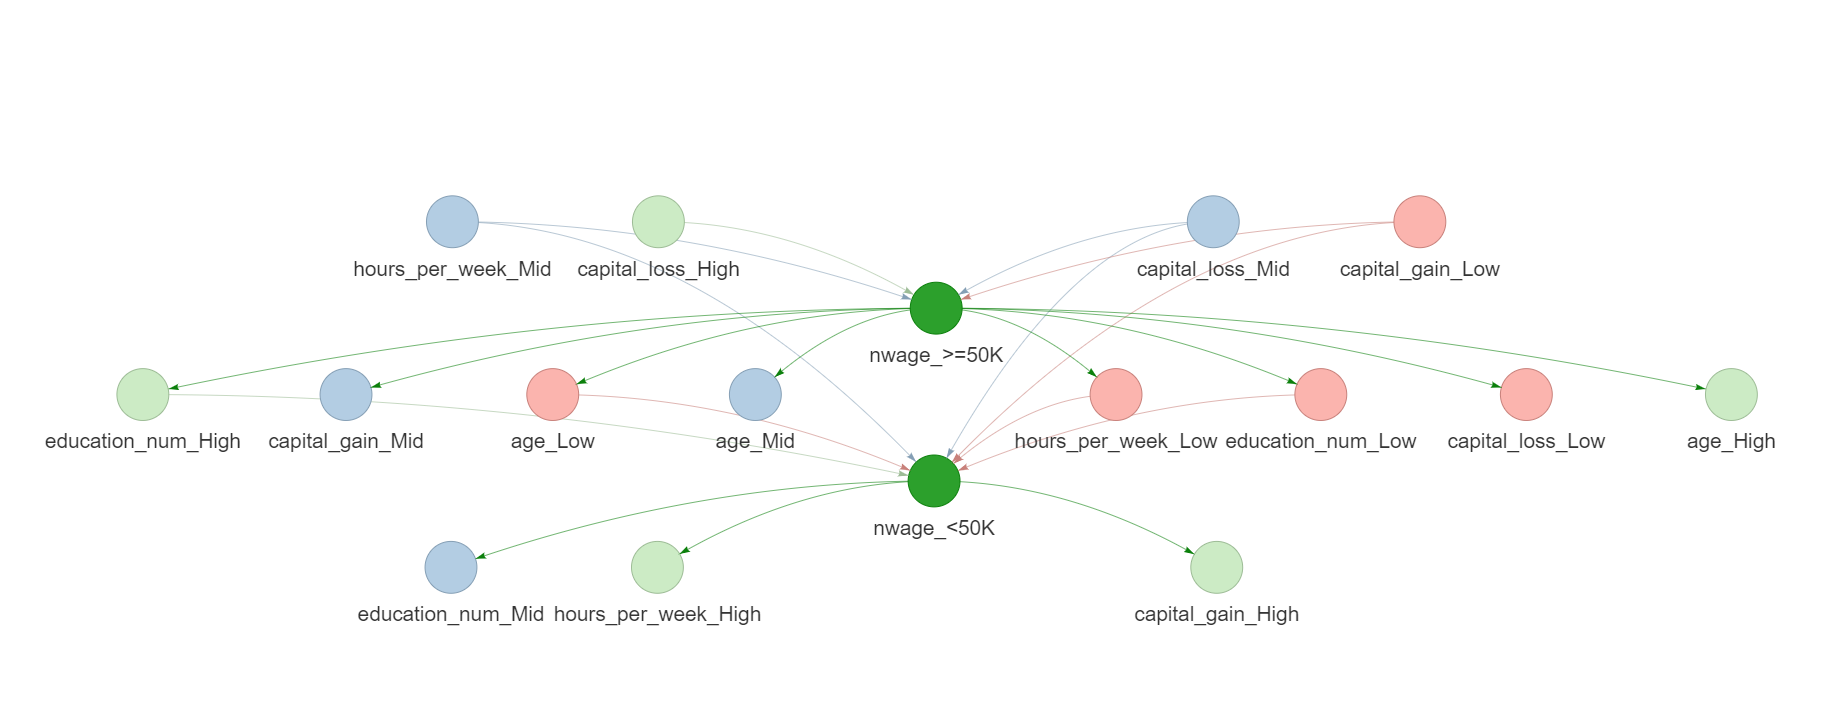 hours_per_week_Mid
capital_loss_High
capital_loss_Mid
capital_gain_Low
nwage_>=50K
education_num_High
capital_gain_Mid
age_Low
age_Mid
hours_per_week_Low
education_num_Low
capital_loss_Low
age_High
nwage_<50K
education_num_Mid
hours_per_week_High
capital_gain_High